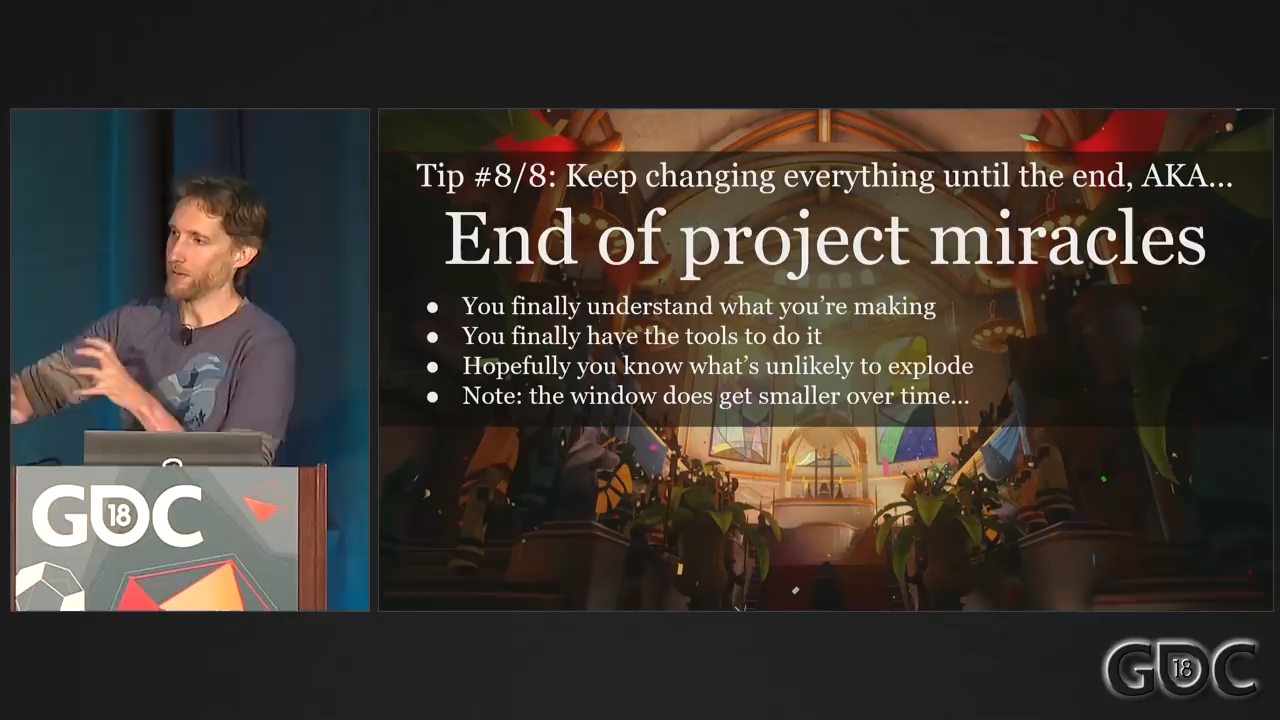 Tip #8/8: Keep changing everything until the end, AKA...
End of project miracles
● You finally understand what you’re making
● You finally have the tools to do it
● Hopefully you know what’s unlikely to explode
● Note: the window does get smaller over time...
GDC
18
GDC
18